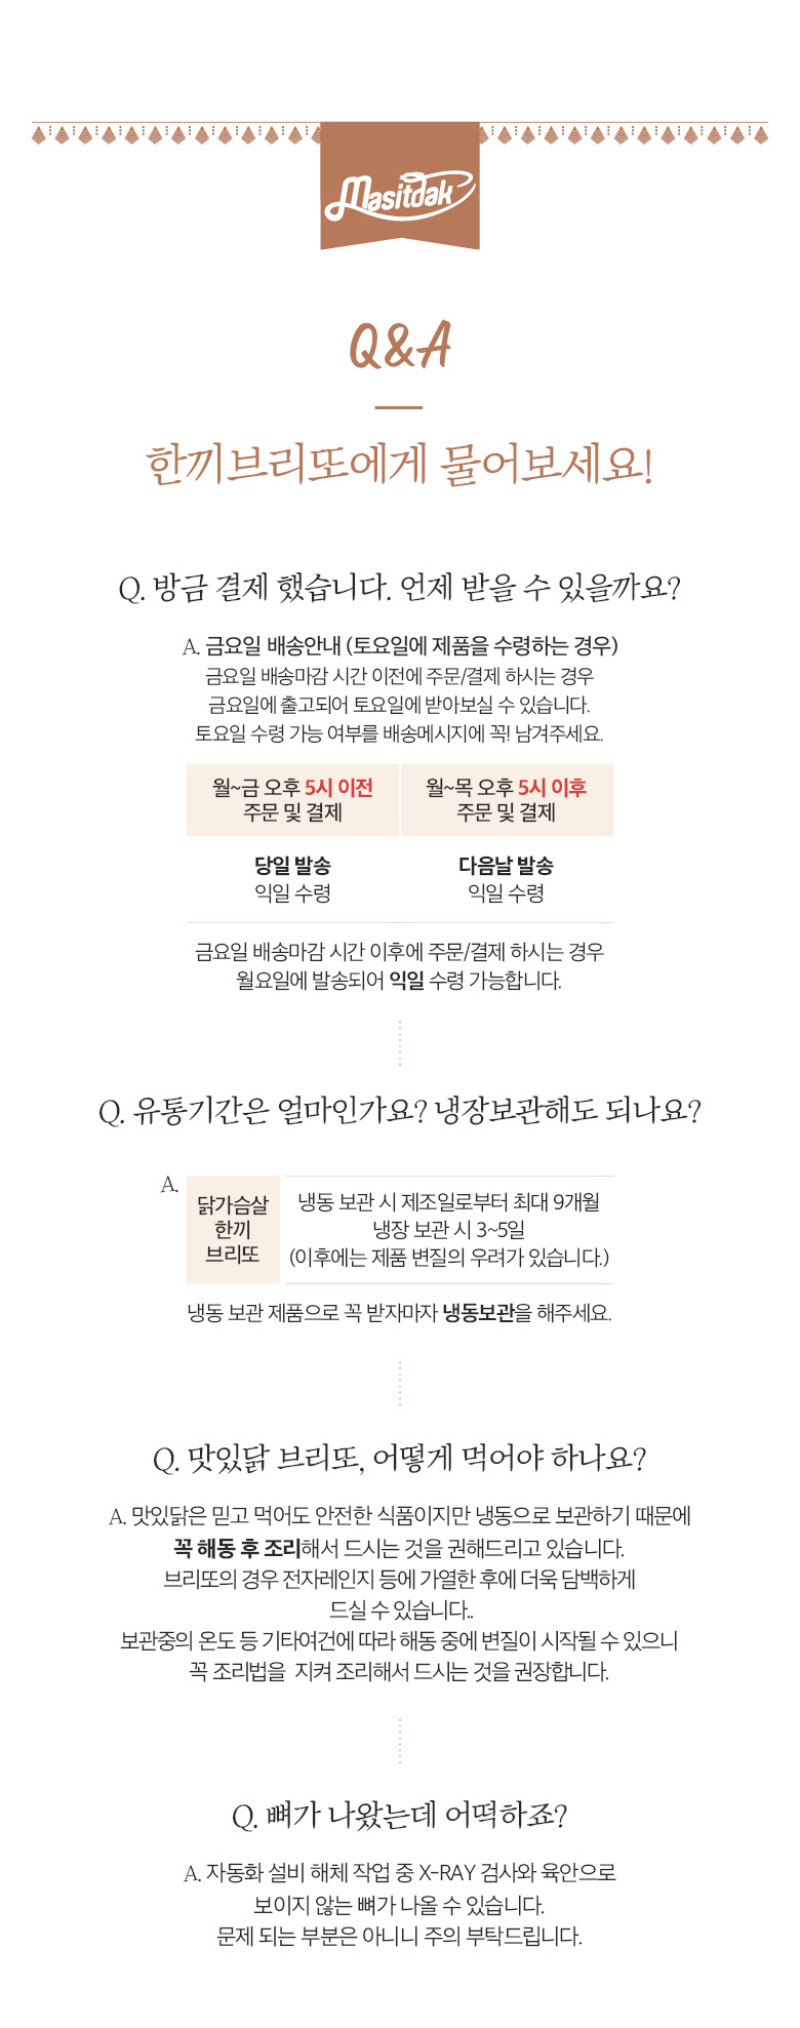 Masitdak
Q&A
한끼브리또에게 물어보세요!
Q. 방금 결제 했습니다. 언제 받을 수 있을까요?
A. 금요일 배송안내 (토요일에 제품을 수령하는 경우)
금요일 배송마감 시간 이전에 주문/결제 하시는 경우
금요일에 출고되어 토요일에 받아보실 수 있습니다.
토요일 수령 가능 여부를 배송메시지에 꼭! 남겨주세요.
월~금 오후 5시 이전
주문 및 결제
월~목 오후 5시 이후
주문 및 결제
당일 발송
익일 수령
다음날 발송
익일 수령
금요일 배송마감 시간 이후에 주문/결제 하시는 경우
월요일에 발송되어 익일 수령 가능합니다.
Q. 유통기간은 얼마인가요? 냉장보관해도 되나요?
A.
닭가슴살
한끼
브리또
냉동 보관 시 제조일로부터 최대 9개월
냉장 보관 시 3~5일
(이후에는 제품 변질의 우려가 있습니다.)
냉동 보관 제품으로 꼭 받자마자 냉동보관을 해주세요.
Q. 맛있닭 브리또, 어떻게 먹어야 하나요?
A. 맛있닭은 믿고 먹어도 안전한 식품이지만 냉동으로 보관하기 때문에
꼭 해동 후 조리해서 드시는 것을 권해드리고 있습니다.
브리또의 경우 전자레인지 등에 가열한 후에 더욱 담백하게
드실 수 있습니다..
보관중의 온도 등 기타여건에 따라 해동 중에 변질이 시작될 수 있으니
꼭 조리법을 지켜 조리해서 드시는 것을 권장합니다.
Q. 뼈가 나왔는데 어떡하죠?
A. 자동화 설비 해체 작업 중 X-RAY 검사와 육안으로
보이지 않는 뼈가 나올 수 있습니다.
문제 되는 부분은 아니니 주의 부탁드립니다.